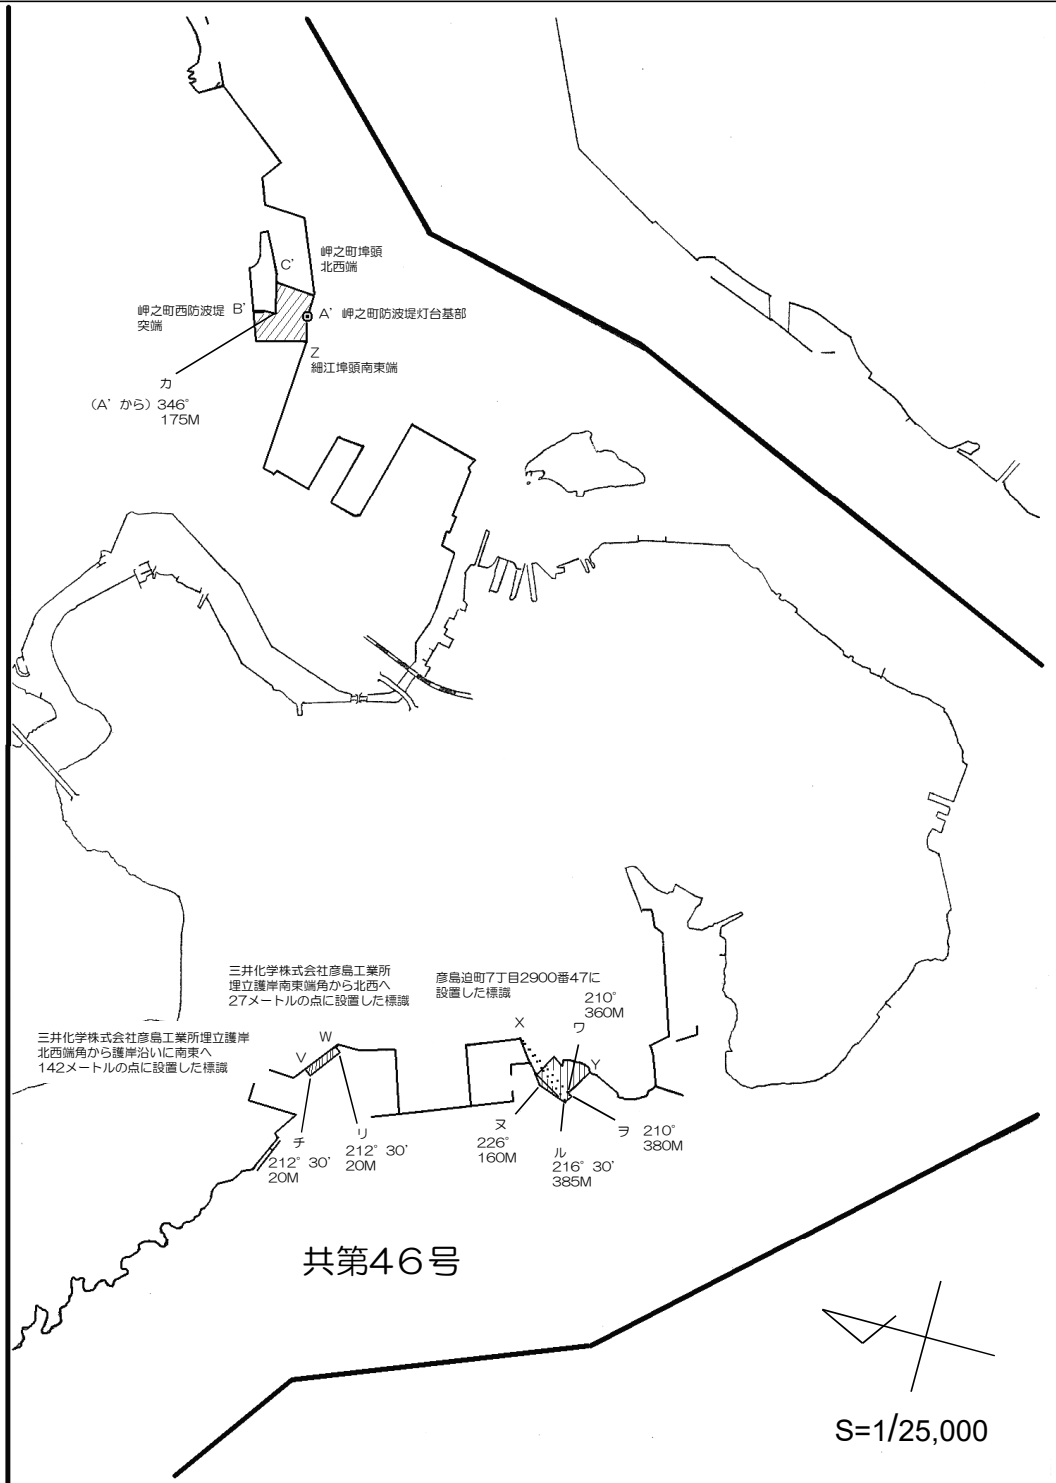 岬之町埠頭
北西端
C'
岬之町西防波堤
突端
B'
A' 岬之町防波堤灯台基部
Z
細江埠頭南東端
カ
（A' から）346°
175M
三井化学株式会社彦島工業所
埋立護岸南東端角から北西へ
27メートルの点に設置した標識
彦島迫町7丁目2900番47に
設置した標識
210°
360M
ワ
X
Y
三井化学株式会社彦島工業所埋立護岸
北西端角から護岸沿いに南東へ
142メートルの点に設置した標識
W
V
チ
212° 30'
20M
リ
212° 30'
20M
ヌ
226°
160M
ル
216° 30'
385M
ヲ 210°
380M
共第46号
S=1/25,000